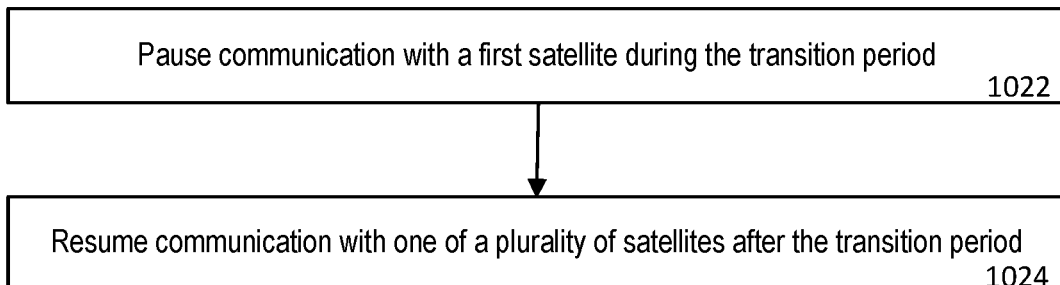 Pause communication with a first satellite during the transition period
1022
Resume communication with one of a plurality of satellites after the transition period
1024